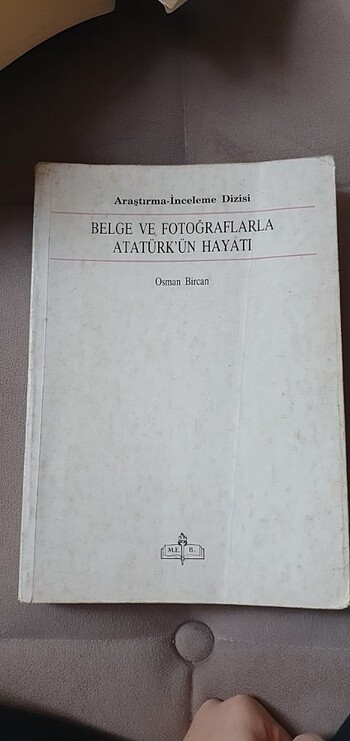 Araştırma-İnceleme Dizisi
BELGE VE FOTOĞRAFLARLA
ATATÜRK'ÜN HAYATI
Osman Bircan
M.E. B.